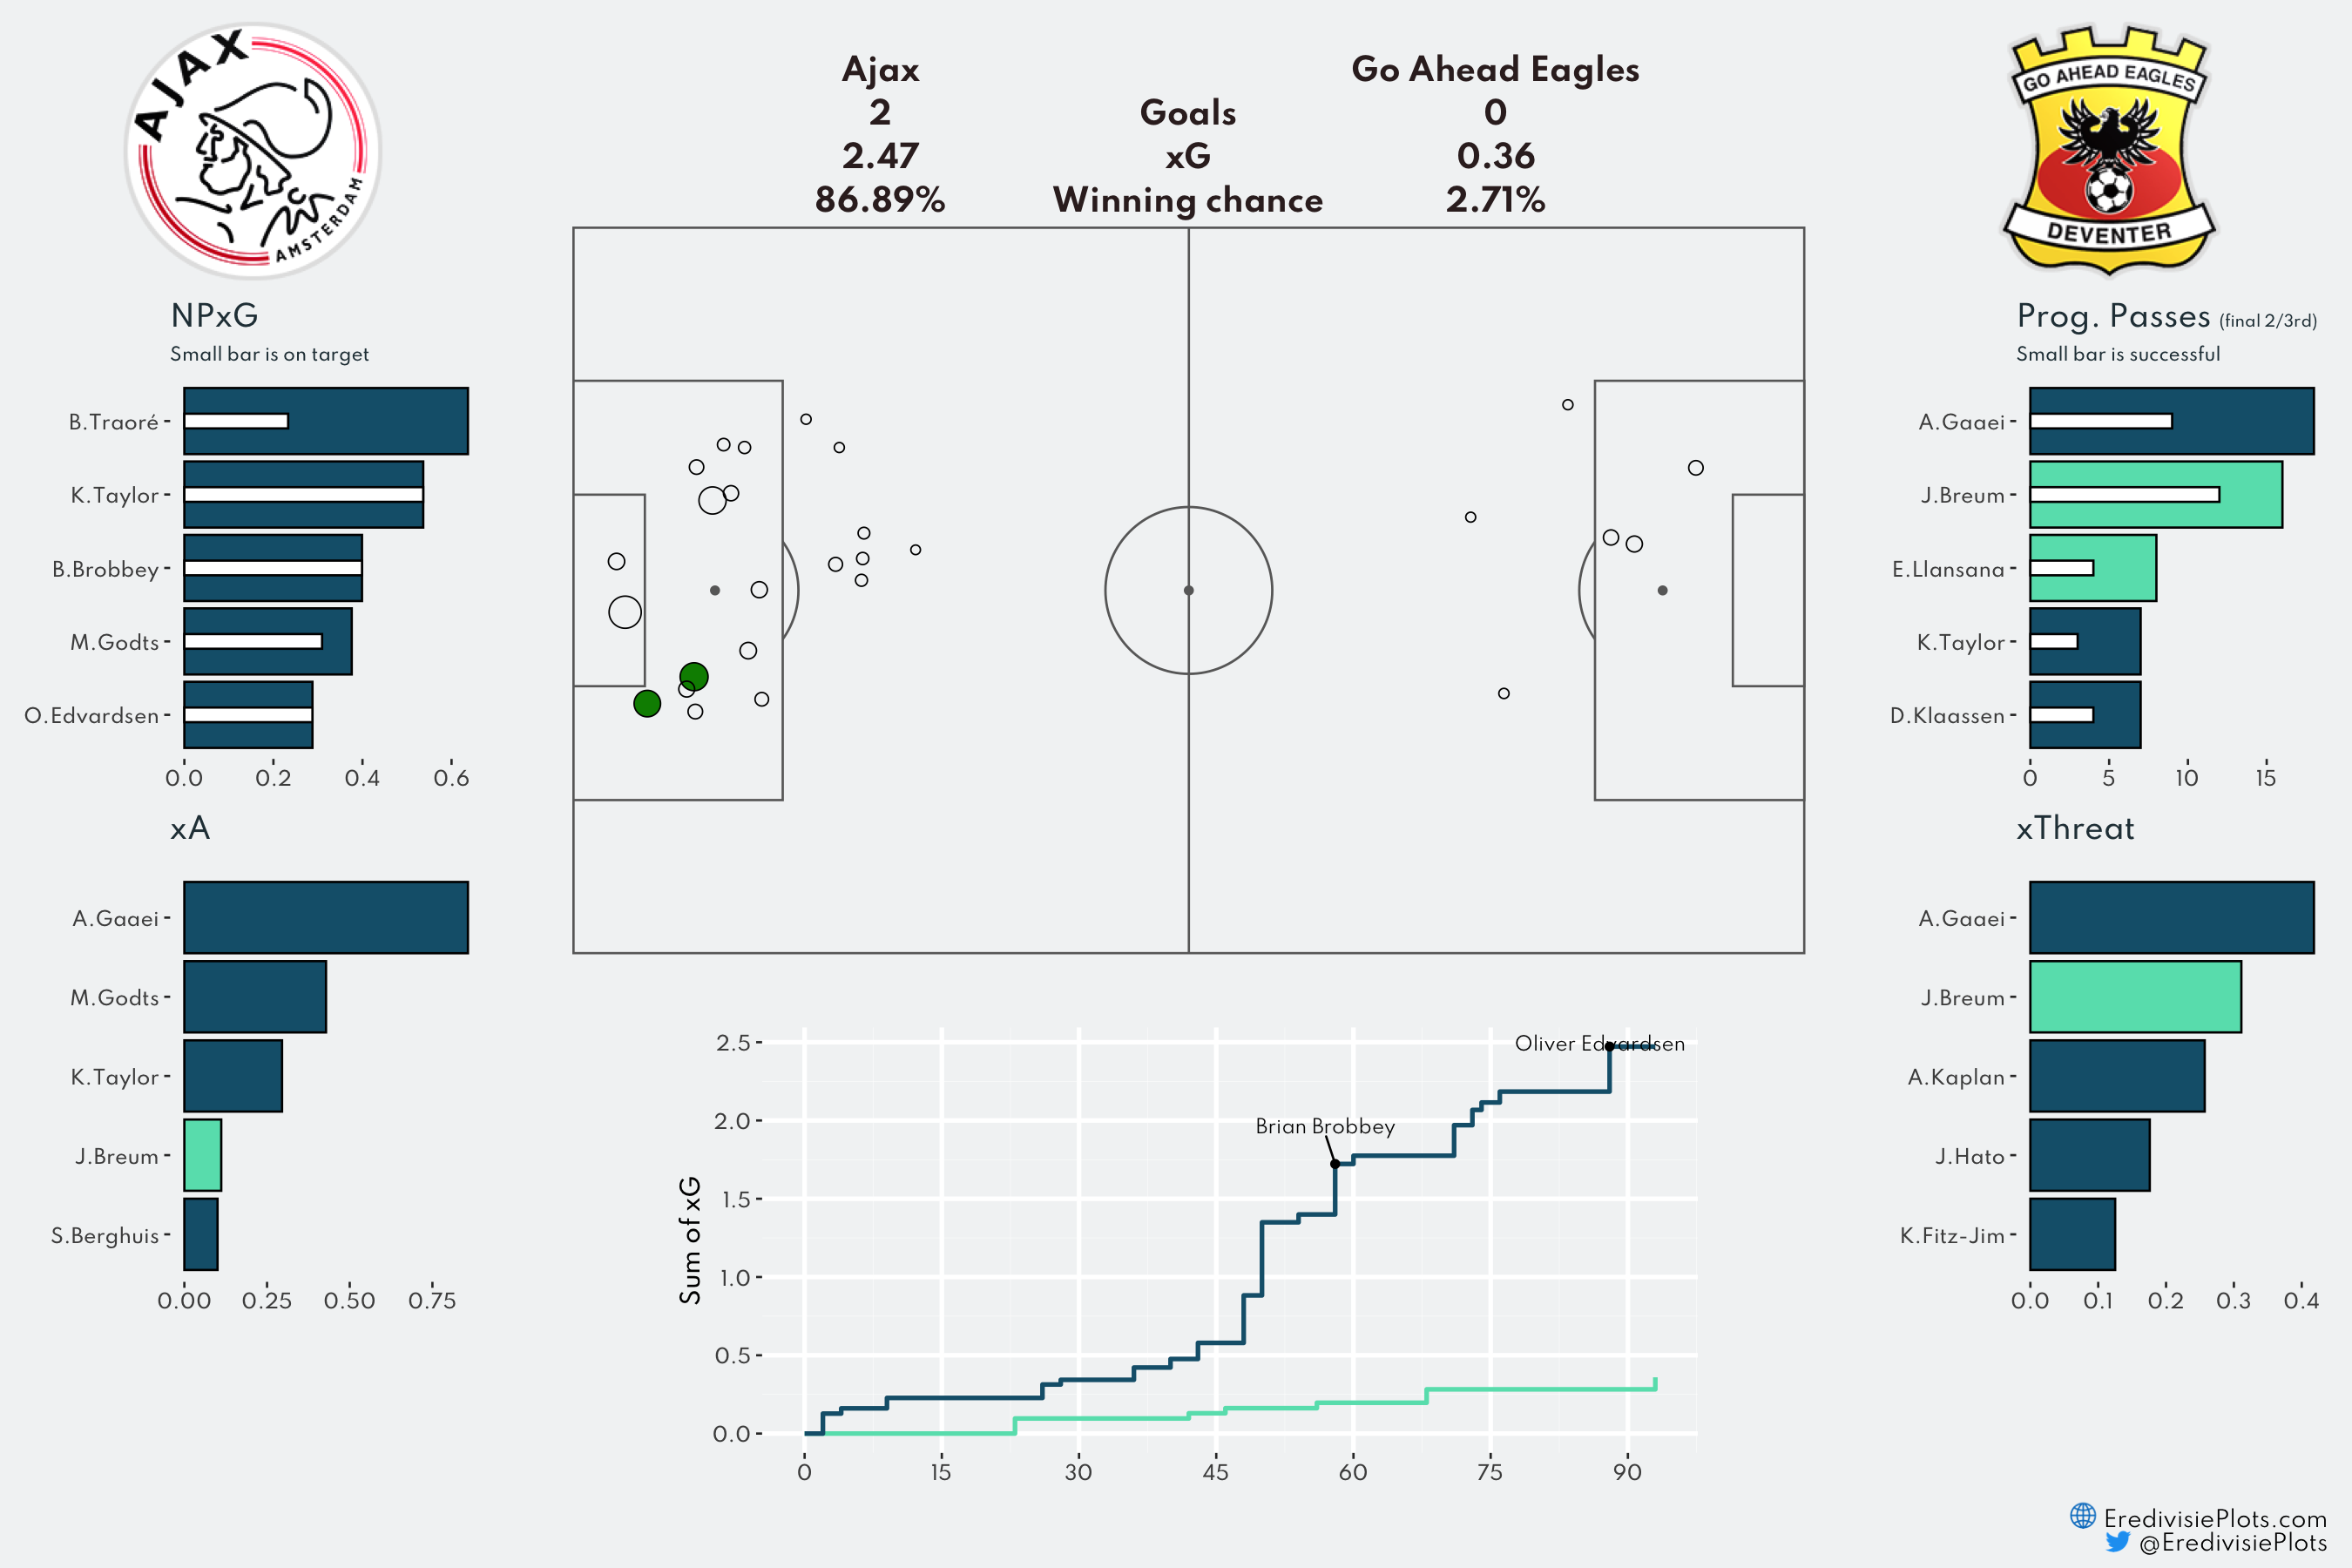 AJAX
AMSTERDAM
Ajax Go Ahead Eagles
2 Goals 0
2.47 xG 0.36
86.89% Winning chance 2.71%
GO AHEAD EAGLES
DEVENTER
NPxG
Small bar is on target
B.Traoré
K.Taylor
B.Brobbey
M.Godts
O.Edvardsen
0.0 0.2 0.4 0.6
xA
A.Gaaei
M.Godts
K.Taylor
J.Breum
S.Berghuis
0.00 0.25 0.50 0.75
Sum of xG
2.5
2.0
1.5
1.0
0.5
0.0
Oliver Edvardsen
Brian Brobbey
0 15 30 45 60 75 90
Prog. Passes (final 2/3rd)
Small bar is successful
A.Gaaei
J.Breum
E.Llansana
K.Taylor
D.Klaassen
0 5 10 15
xThreat
A.Gaaei
J.Breum
A.Kaplan
J.Hato
K.Fitz-Jim
0.0 0.1 0.2 0.3 0.4
EredivisiePlots.com
@EredivisiePlots